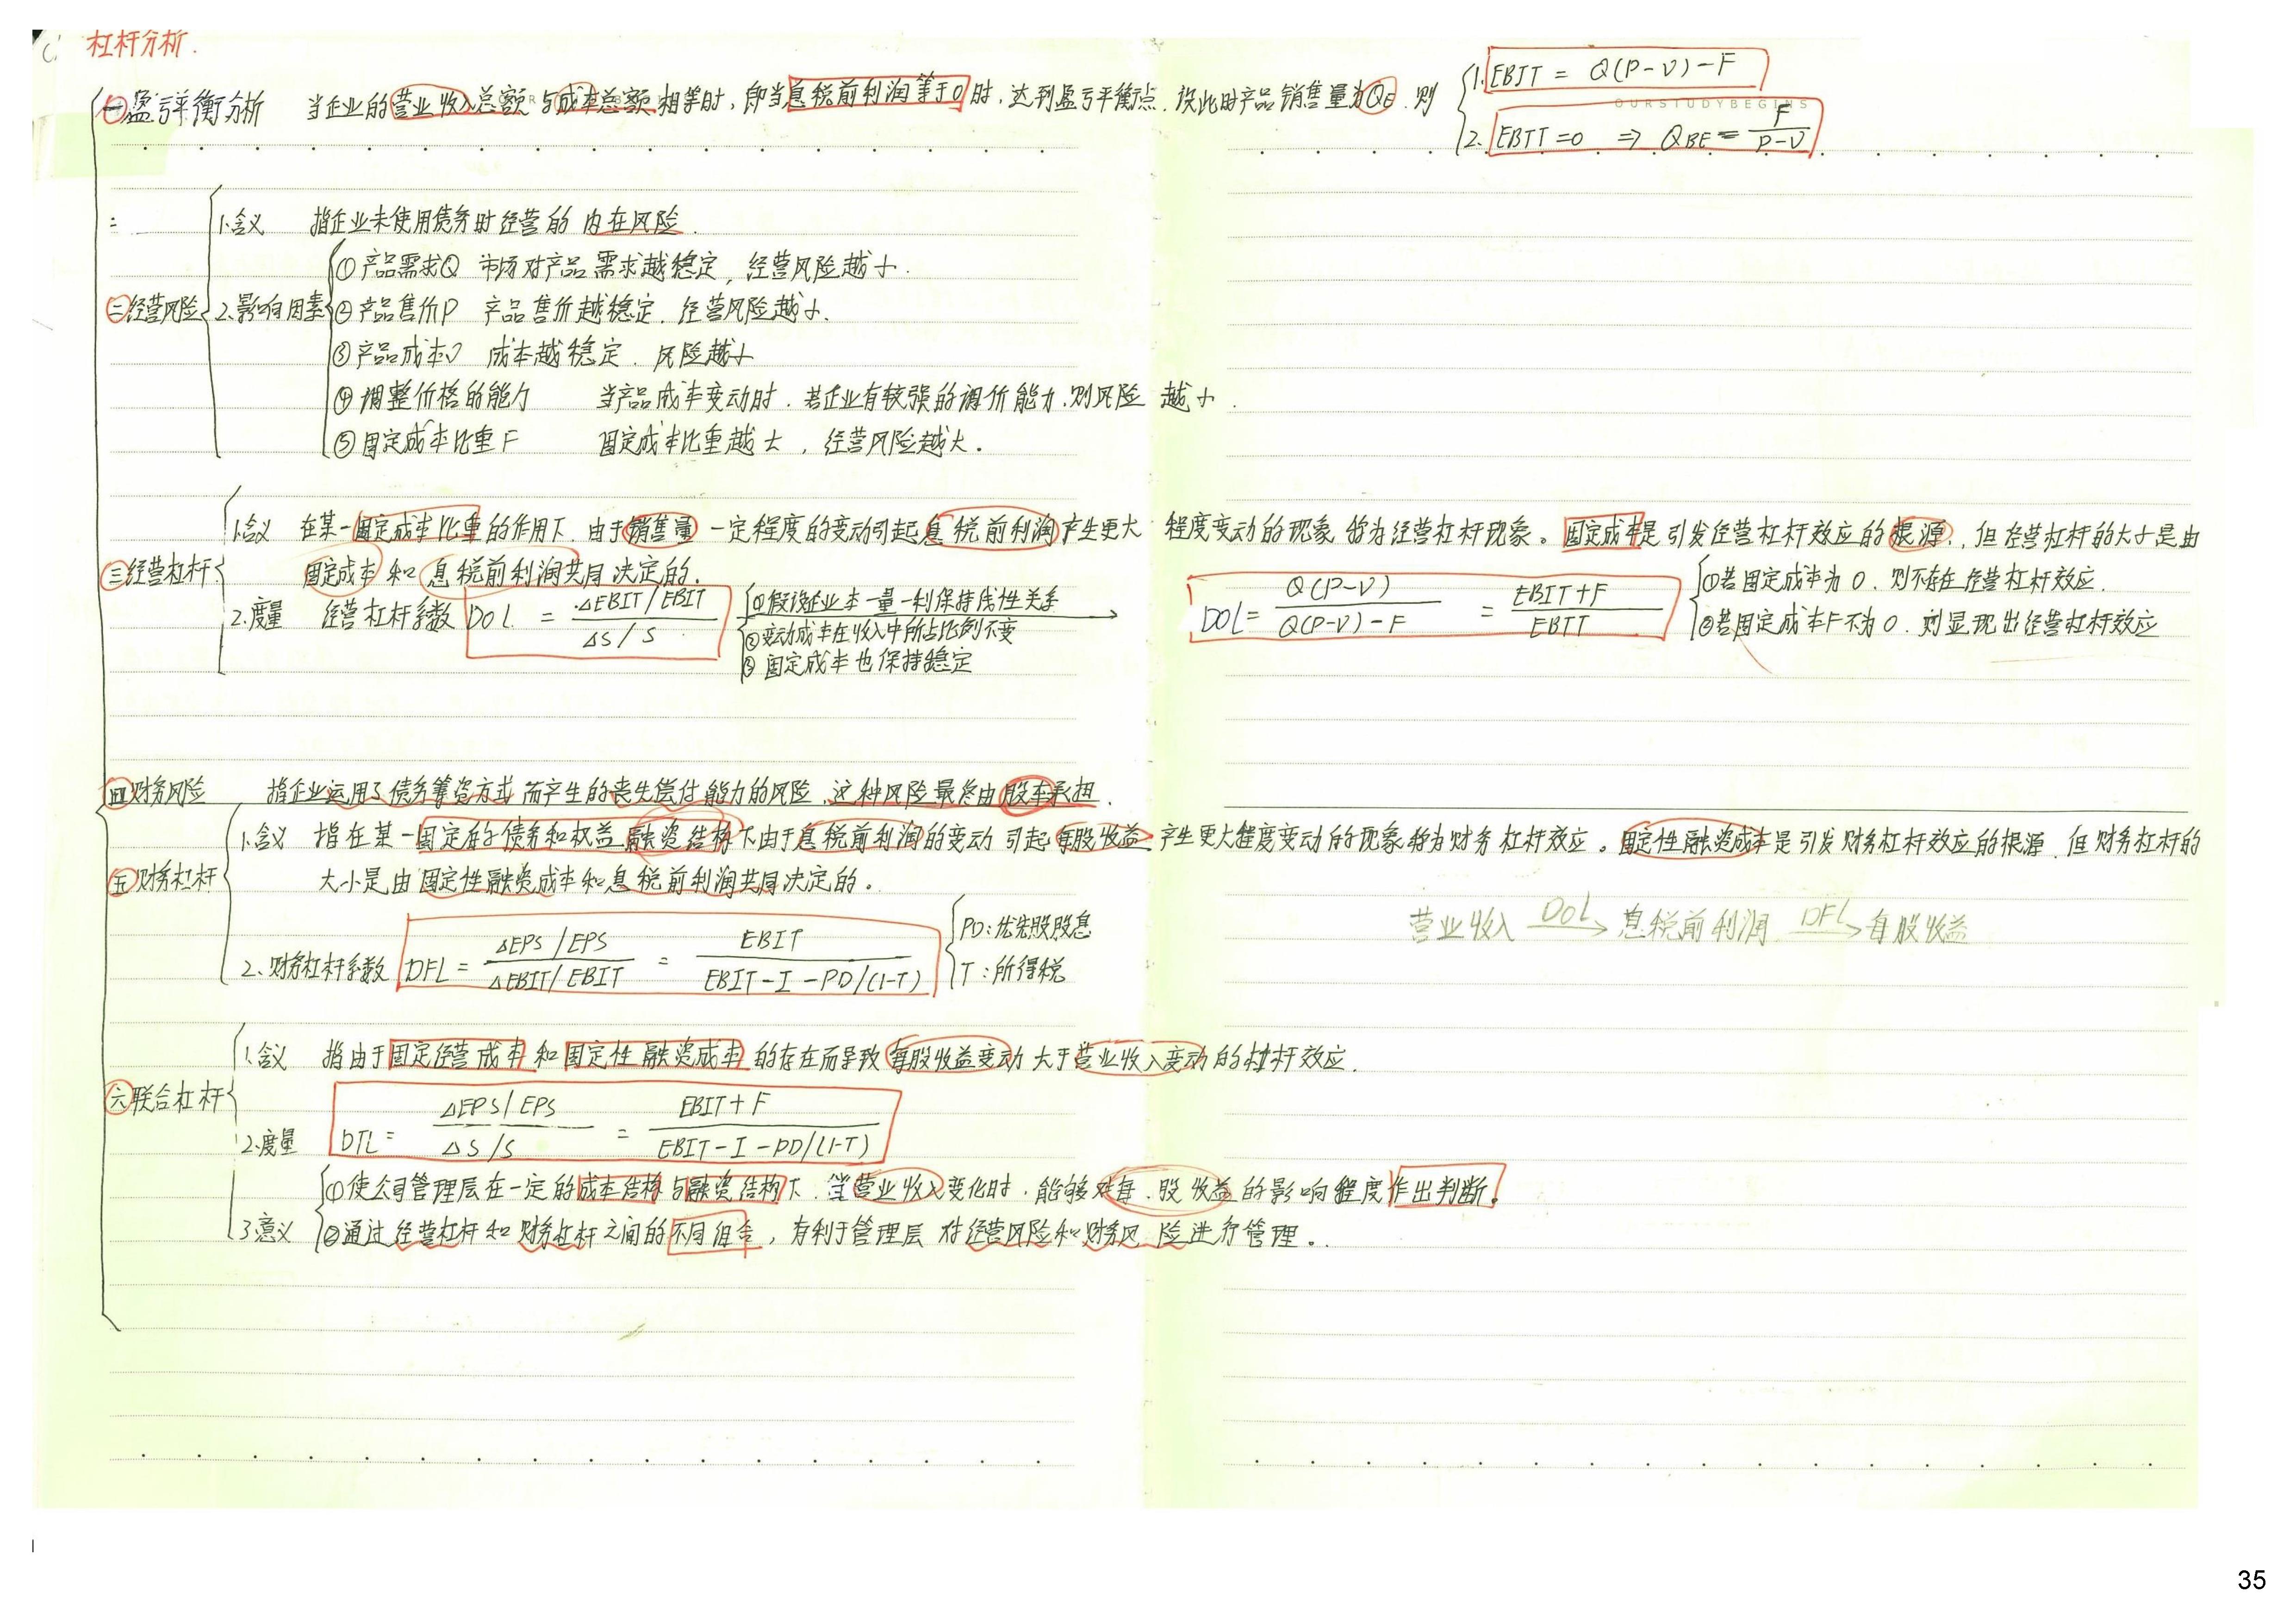 杠杆分析.
㊀盈亏平衡分析 当企业的营业收入总额与成本总额相等时,即当息税前利润等于0时,达到盈亏平衡点.设此时产品销售量为QE.则
1. EBIT = Q(P-V)-F
OURSTUDYBEGINS
2. EBIT=0 ⇒ QBE = F/(P-V)
1.含义 指企业未使用债务时经营的内在风险.
①产品需求Q 市场对产品需求越稳定,经营风险越小.
㊁经营风险 2.影响因素 ②产品售价P 产品售价越稳定.经营风险越小.
③产品成本V 成本越稳定.风险越小
④调整价格的能力 当产品成本变动时.若企业有较强的调价能力.则风险越小.
⑤固定成本比重F 固定成本比重越大,经营风险越大.
1.含义 在某一固定成本比重的作用下.由于销售量一定程度的变动引起息税前利润产生更大程度变动的现象称为经营杠杆现象。固定成本是引发经营杠杆效应的根源,但经营杠杆的大小是由
㊂经营杠杆 固定成本和息税前利润共同决定的.
2.度量 经营杠杆系数 DOL = (ΔEBIT/EBIT)/(ΔS/S)
①假设企业本一量一利保持线性关系
②变动成本在收入中所占比例不变
③固定成本也保持稳定
DOL = Q(P-V)/(Q(P-V)-F) = (EBIT+F)/EBIT
①若固定成本为0.则不存在经营杠杆效应.
②若固定成本F不为0.则显现出经营杠杆效应
㊃财务风险 指企业运用了债务筹资方式而产生的丧失偿付能力的风险.这种风险最终由股东承担.
1.含义 指在某一固定的债务和权益融资结构下由于息税前利润的变动引起每股收益产生更大程度变动的现象称为财务杠杆效应。固定性融资成本是引发财务杠杆效应的根源.但财务杠杆的
㊄财务杠杆 大小是由固定性融资成本和息税前利润共同决定的。
营业收入 DOL→ 息税前利润 DFL→ 每股收益
2.财务杠杆系数 DFL = (ΔEPS/EPS)/(ΔEBIT/EBIT) = EBIT/(EBIT-I-PD/(1-T))
PD:优先股股息
T:所得税
1.含义 指由于固定经营成本和固定性融资成本的存在而导致每股收益变动大于营业收入变动的杠杆效应.
㊅联合杠杆
2.度量 DTL = (ΔEPS/EPS)/(ΔS/S) = (EBIT+F)/(EBIT-I-PD/(1-T))
①使公司管理层在一定的成本结构与融资结构下.当营业收入变化时.能够对每股收益的影响程度作出判断。
3.意义 ②通过经营杠杆和财务杠杆之间的不同组合,有利于管理层对经营风险和财务风险进行管理。
35